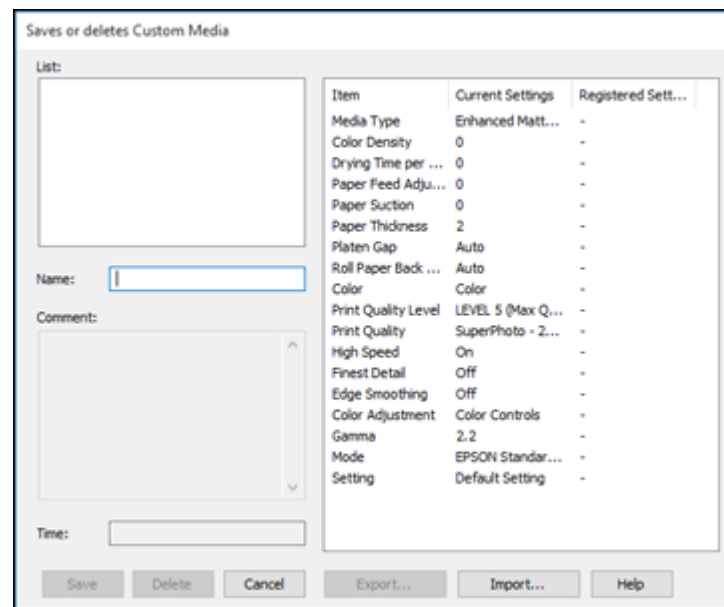 Saves or deletes Custom Media
List:
Name:
Comment:
Time:
Item Current Settings Registered Sett...
Media Type Enhanced Matt... -
Color Density 0 -
Drying Time per ... 0 -
Paper Feed Adju... 0 -
Paper Suction 0 -
Paper Thickness 2 -
Platen Gap Auto -
Roll Paper Back ... Auto -
Color Color -
Print Quality Level LEVEL 5 (Max Q... -
Print Quality SuperPhoto - 2... -
High Speed On -
Finest Detail Off -
Edge Smoothing Off -
Color Adjustment Color Controls -
Gamma 2.2 -
Mode EPSON Standar... -
Setting Default Setting -
Save Delete Cancel Export... Import... Help